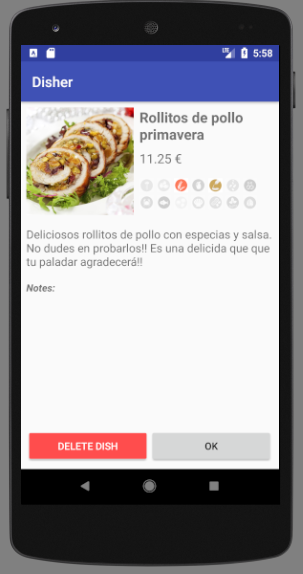 5:58
Disher
Rollitos de pollo
primavera
11.25 €
Deliciosos rollitos de pollo con especias y salsa.
No dudes en probarlos!! Es una delicida que que
tu paladar agradecerá!!
Notes:
DELETE DISH
OK